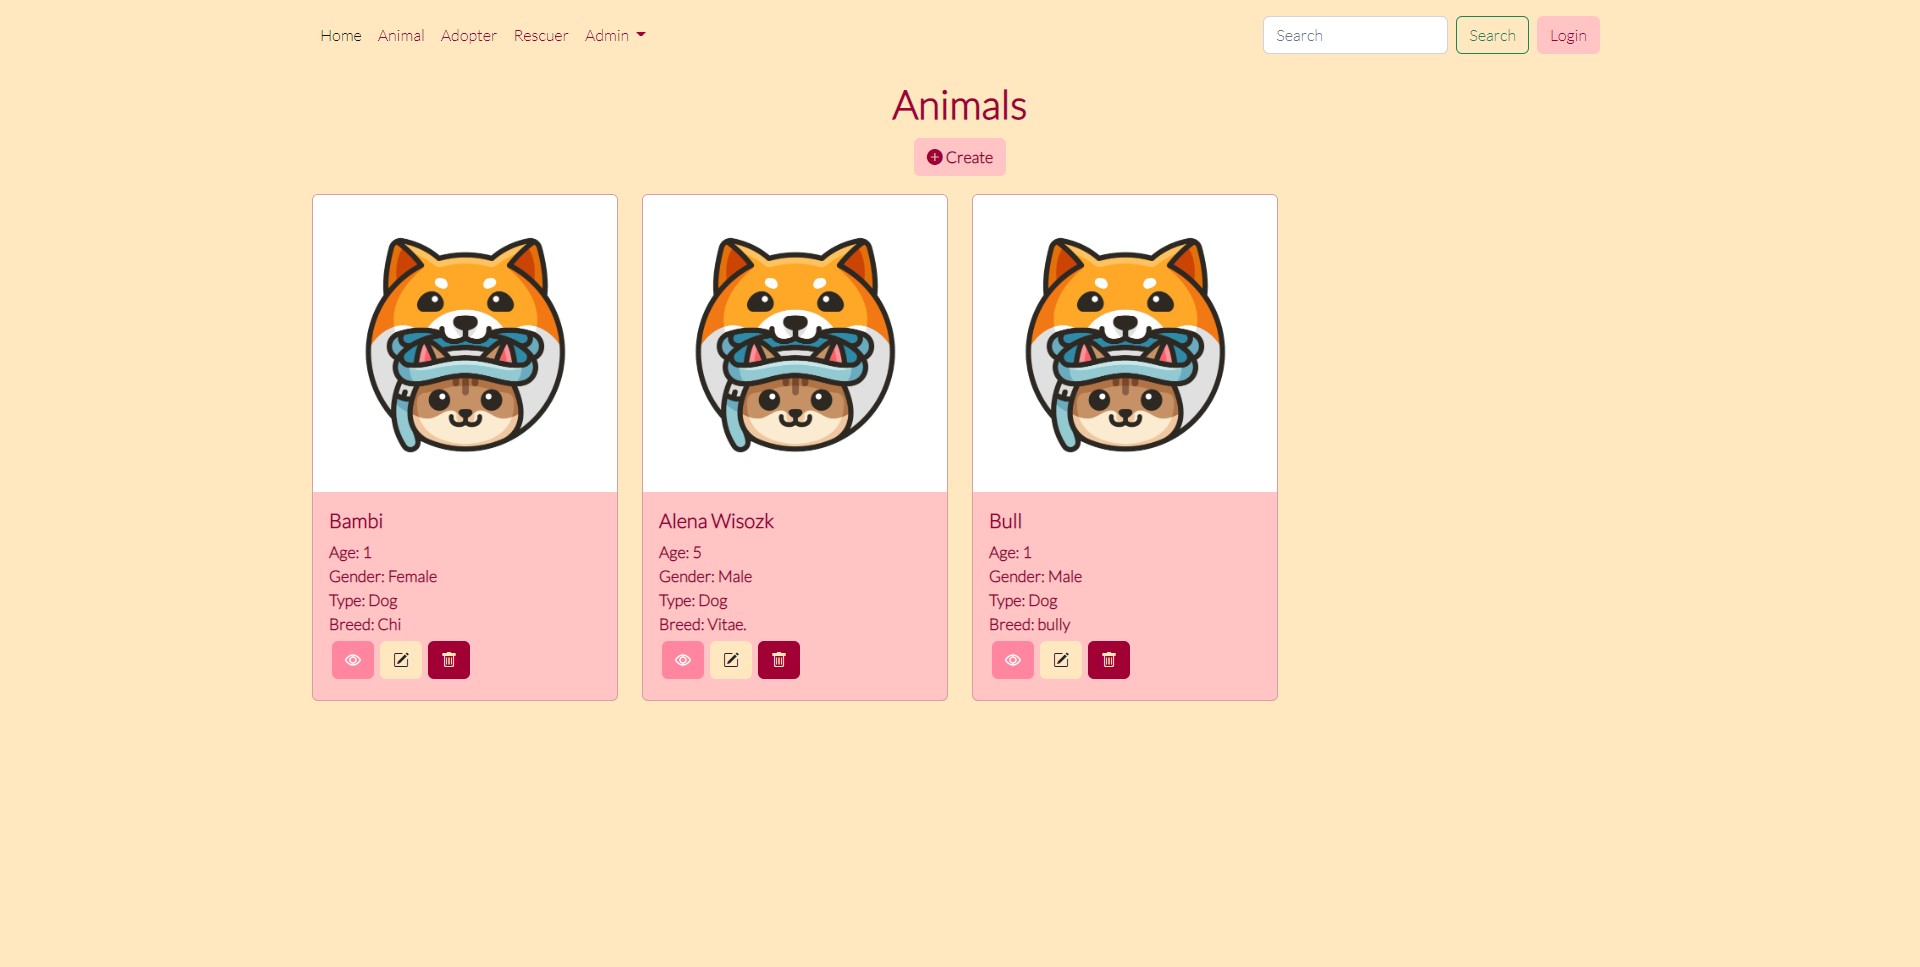 Home Animal Adopter Rescuer Admin Search Search Login
Animals
Create
Bambi
Age: 1
Gender: Female
Type: Dog
Breed: Chi
Alena Wisozk
Age: 5
Gender: Male
Type: Dog
Breed: Vitae.
Bull
Age: 1
Gender: Male
Type: Dog
Breed: bully